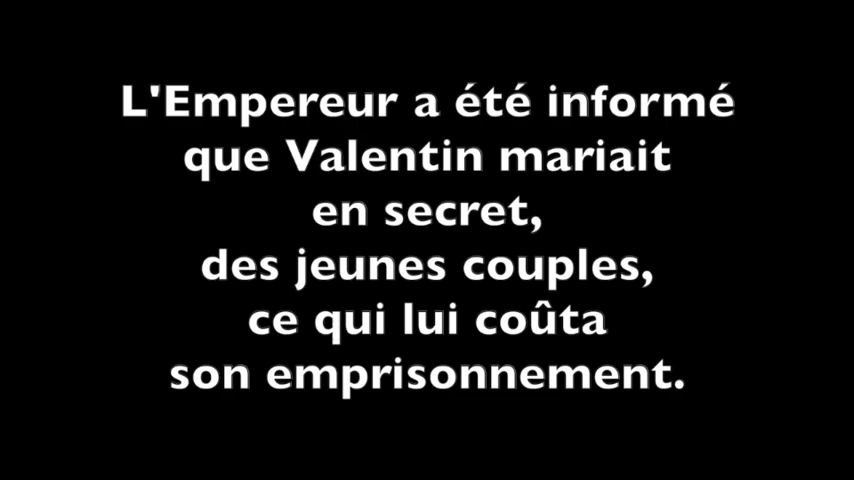 L'Empereur a été informé
que Valentin mariait
en secret,
des jeunes couples,
ce qui lui coûta
son emprisonnement.